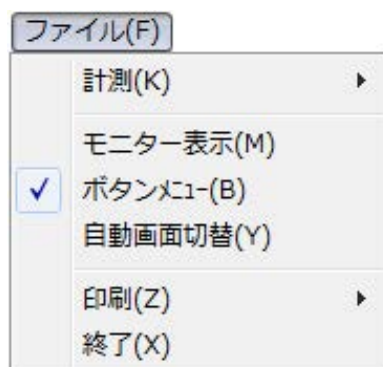 ファイル(F)
計測(K)
モニター表示(M)
ボタンメニュー(B)
自動画面切替(Y)
印刷(Z)
終了(X)